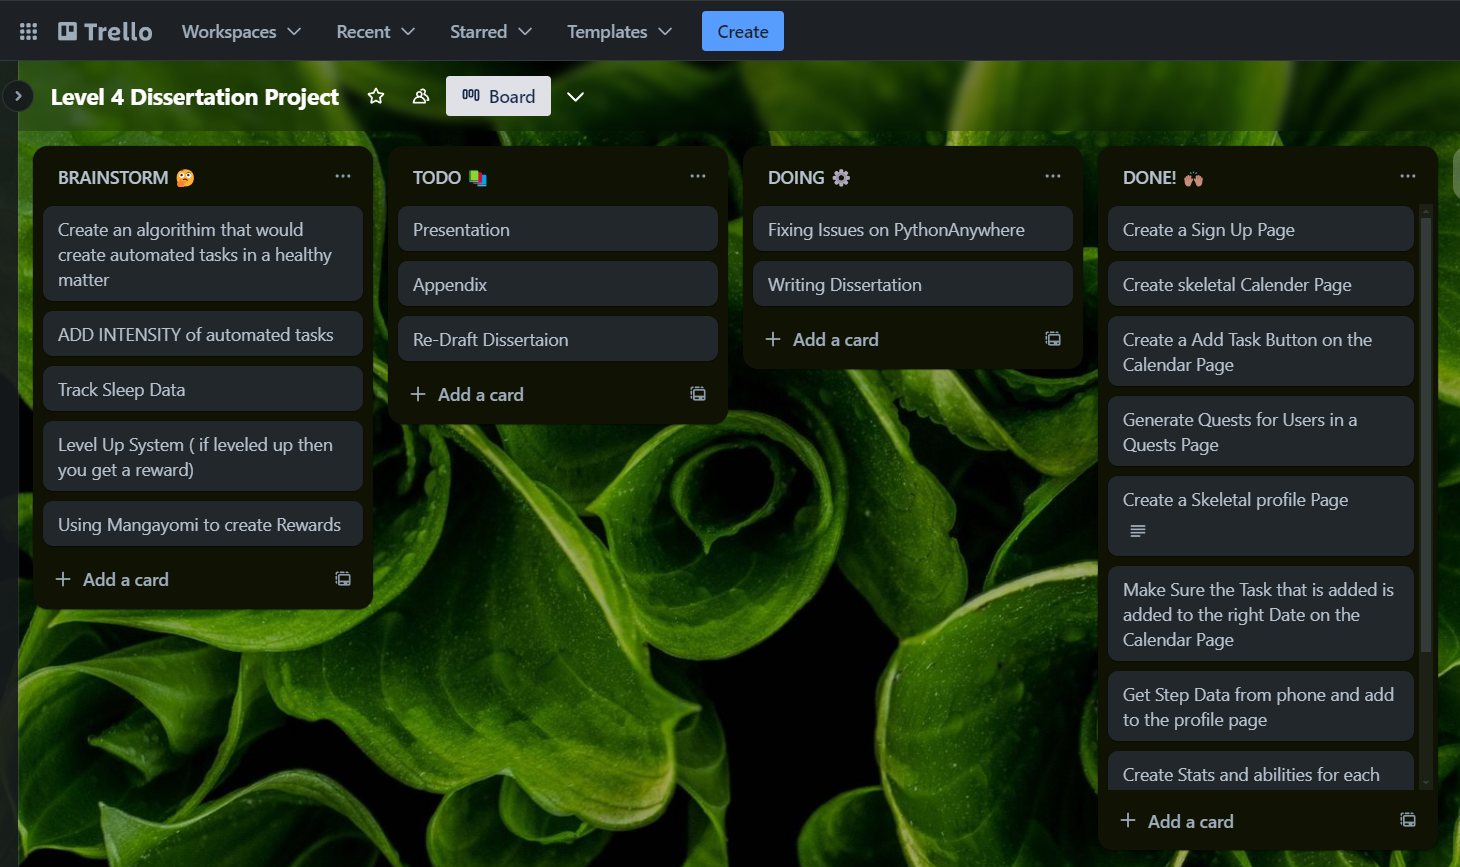 Trello
Workspaces
Recent
Starred
Templates
Create
Level 4 Dissertation Project
Board
BRAINSTORM 🤔
Create an algorithim that would
create automated tasks in a healthy
matter
ADD INTENSITY of automated tasks
Track Sleep Data
Level Up System ( if leveled up then
you get a reward)
Using Mangayomi to create Rewards
Add a card
TODO 📚
Presentation
Appendix
Re-Draft Dissertaion
Add a card
DOING ⚙️
Fixing Issues on PythonAnywhere
Writing Dissertation
Add a card
DONE! 🙌🏽
Create a Sign Up Page
Create skeletal Calender Page
Create a Add Task Button on the
Calendar Page
Generate Quests for Users in a
Quests Page
Create a Skeletal profile Page
Make Sure the Task that is added is
added to the right Date on the
Calendar Page
Get Step Data from phone and add
to the profile page
Create Stats and abilities for each
Add a card